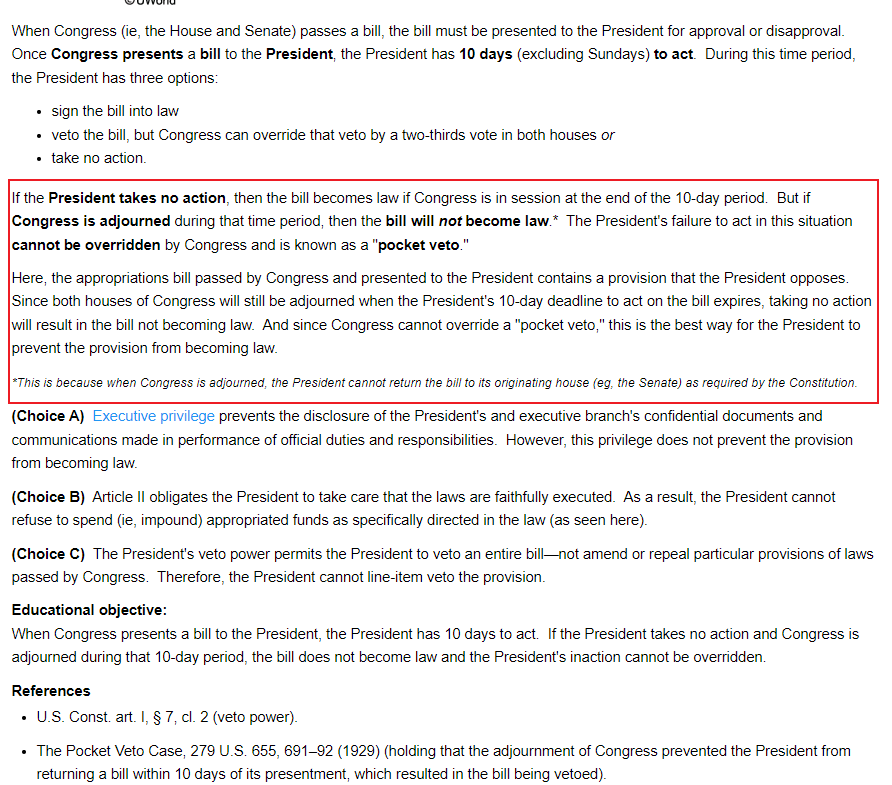 ©UWorld
When Congress (ie, the House and Senate) passes a bill, the bill must be presented to the President for approval or disapproval.
Once Congress presents a bill to the President, the President has 10 days (excluding Sundays) to act.  During this time period,
the President has three options:
• sign the bill into law
• veto the bill, but Congress can override that veto by a two-thirds vote in both houses or
• take no action.
If the President takes no action, then the bill becomes law if Congress is in session at the end of the 10-day period.  But if
Congress is adjourned during that time period, then the bill will not become law.*  The President's failure to act in this situation
cannot be overridden by Congress and is known as a "pocket veto."
Here, the appropriations bill passed by Congress and presented to the President contains a provision that the President opposes.
Since both houses of Congress will still be adjourned when the President's 10-day deadline to act on the bill expires, taking no action
will result in the bill not becoming law.  And since Congress cannot override a "pocket veto," this is the best way for the President to
prevent the provision from becoming law.
*This is because when Congress is adjourned, the President cannot return the bill to its originating house (eg, the Senate) as required by the Constitution.
(Choice A)  Executive privilege prevents the disclosure of the President's and executive branch's confidential documents and
communications made in performance of official duties and responsibilities.  However, this privilege does not prevent the provision
from becoming law.
(Choice B)  Article II obligates the President to take care that the laws are faithfully executed.  As a result, the President cannot
refuse to spend (ie, impound) appropriated funds as specifically directed in the law (as seen here).
(Choice C)  The President's veto power permits the President to veto an entire bill—not amend or repeal particular provisions of laws
passed by Congress.  Therefore, the President cannot line-item veto the provision.
Educational objective:
When Congress presents a bill to the President, the President has 10 days to act.  If the President takes no action and Congress is
adjourned during that 10-day period, the bill does not become law and the President's inaction cannot be overridden.
References
• U.S. Const. art. I, § 7, cl. 2 (veto power).
• The Pocket Veto Case, 279 U.S. 655, 691–92 (1929) (holding that the adjournment of Congress prevented the President from
returning a bill within 10 days of its presentment, which resulted in the bill being vetoed).